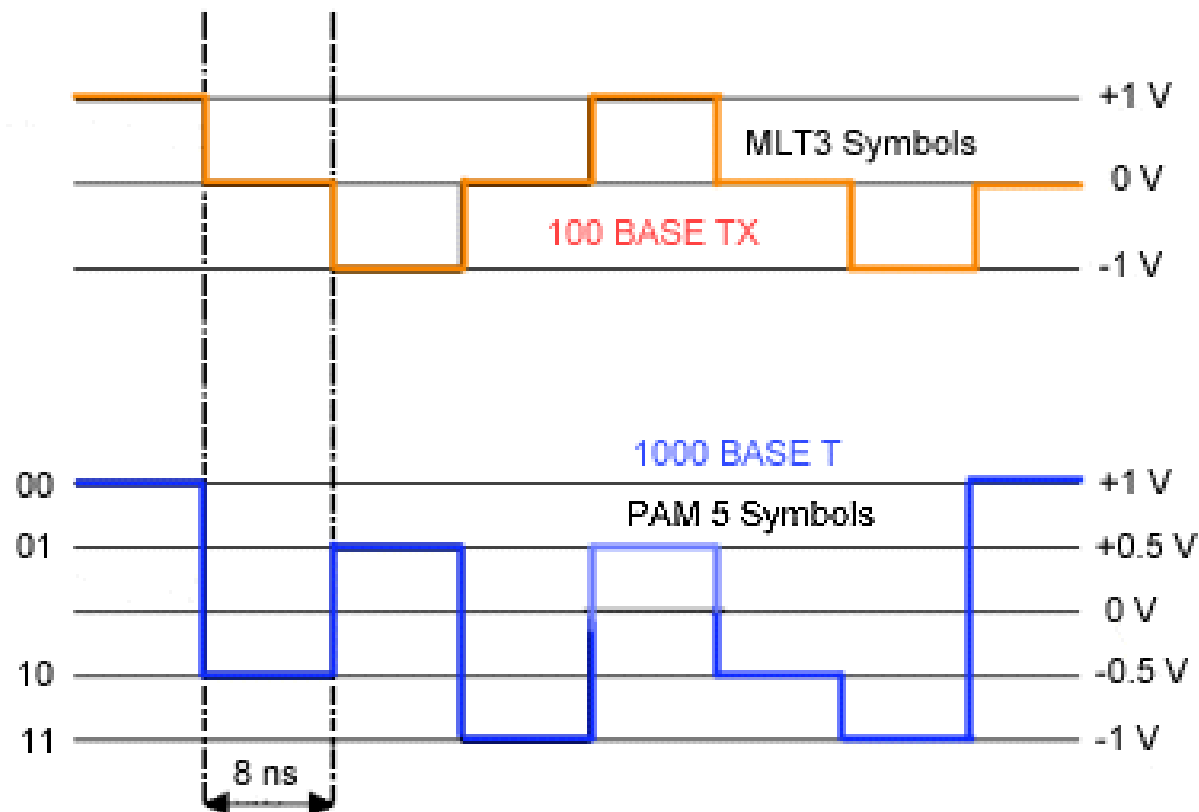 +1 V
MLT3 Symbols
0 V
100 BASE TX
-1 V
1000 BASE T
00
+1 V
PAM 5 Symbols
01
+0.5 V
0 V
10
-0.5 V
11
-1 V
8 ns